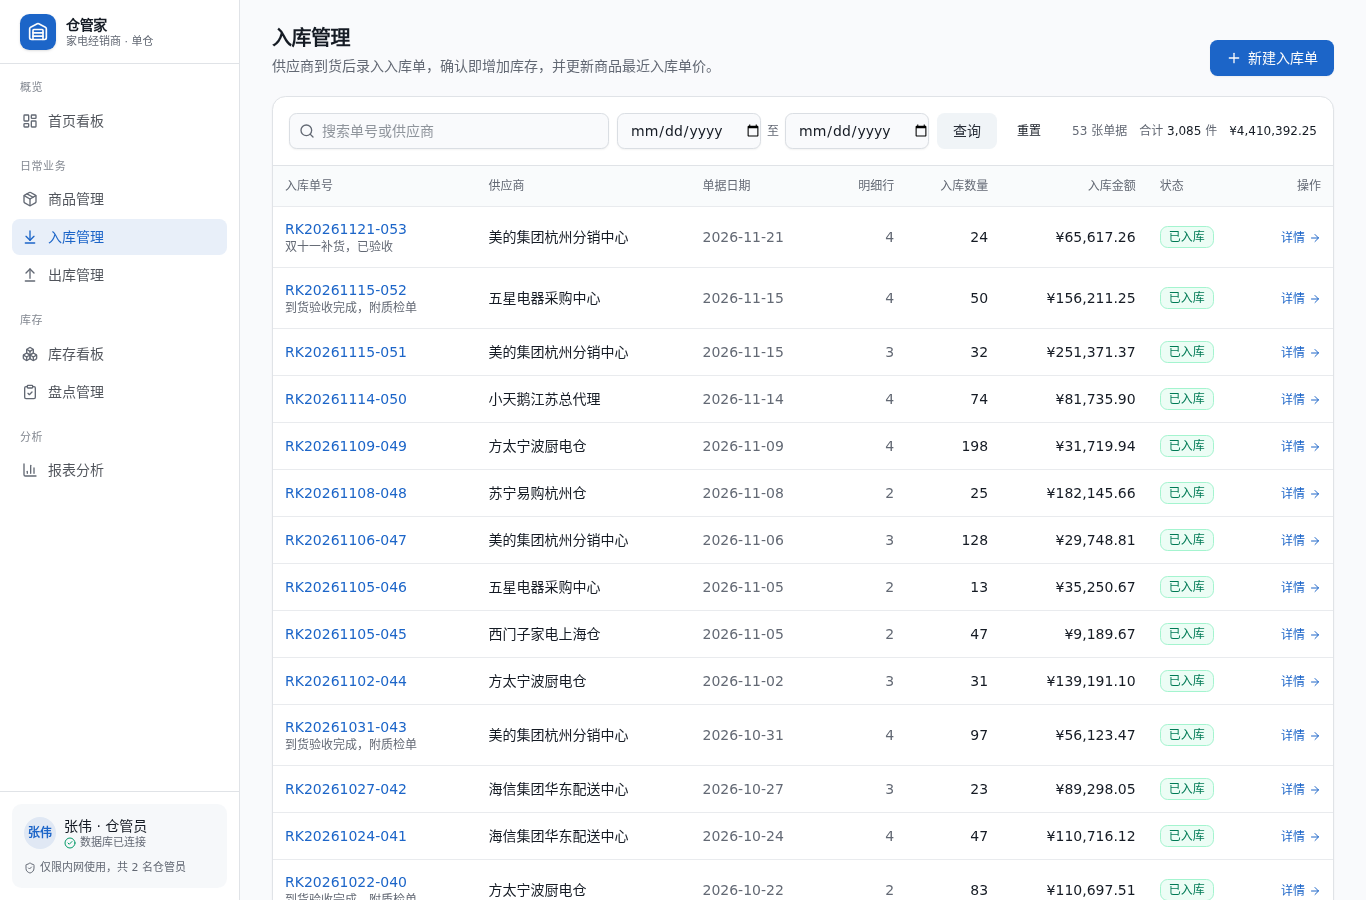 仓管家
家电经销商 · 单仓
概览
首页看板
日常业务
商品管理
入库管理
出库管理
库存
库存看板
盘点管理
分析
报表分析
张伟
张伟 · 仓管员
数据库已连接
仅限内网使用，共 2 名仓管员
入库管理
供应商到货后录入入库单，确认即增加库存，并更新商品最近入库单价。
新建入库单
搜索单号或供应商 mm/dd/yyyy 至 mm/dd/yyyy 查询 重置 53 张单据 合计 3,085 件 ¥4,410,392.25
入库单号 供应商 单据日期 明细行 入库数量 入库金额 状态 操作
RK20261121-053 美的集团杭州分销中心 2026-11-21 4 24 ¥65,617.26 已入库 详情
双十一补货，已验收
RK20261115-052 五星电器采购中心 2026-11-15 4 50 ¥156,211.25 已入库 详情
到货验收完成，附质检单
RK20261115-051 美的集团杭州分销中心 2026-11-15 3 32 ¥251,371.37 已入库 详情
RK20261114-050 小天鹅江苏总代理 2026-11-14 4 74 ¥81,735.90 已入库 详情
RK20261109-049 方太宁波厨电仓 2026-11-09 4 198 ¥31,719.94 已入库 详情
RK20261108-048 苏宁易购杭州仓 2026-11-08 2 25 ¥182,145.66 已入库 详情
RK20261106-047 美的集团杭州分销中心 2026-11-06 3 128 ¥29,748.81 已入库 详情
RK20261105-046 五星电器采购中心 2026-11-05 2 13 ¥35,250.67 已入库 详情
RK20261105-045 西门子家电上海仓 2026-11-05 2 47 ¥9,189.67 已入库 详情
RK20261102-044 方太宁波厨电仓 2026-11-02 3 31 ¥139,191.10 已入库 详情
RK20261031-043 美的集团杭州分销中心 2026-10-31 4 97 ¥56,123.47 已入库 详情
到货验收完成，附质检单
RK20261027-042 海信集团华东配送中心 2026-10-27 3 23 ¥89,298.05 已入库 详情
RK20261024-041 海信集团华东配送中心 2026-10-24 4 47 ¥110,716.12 已入库 详情
RK20261022-040 方太宁波厨电仓 2026-10-22 2 83 ¥110,697.51 已入库 详情
到货验收完成，附质检单